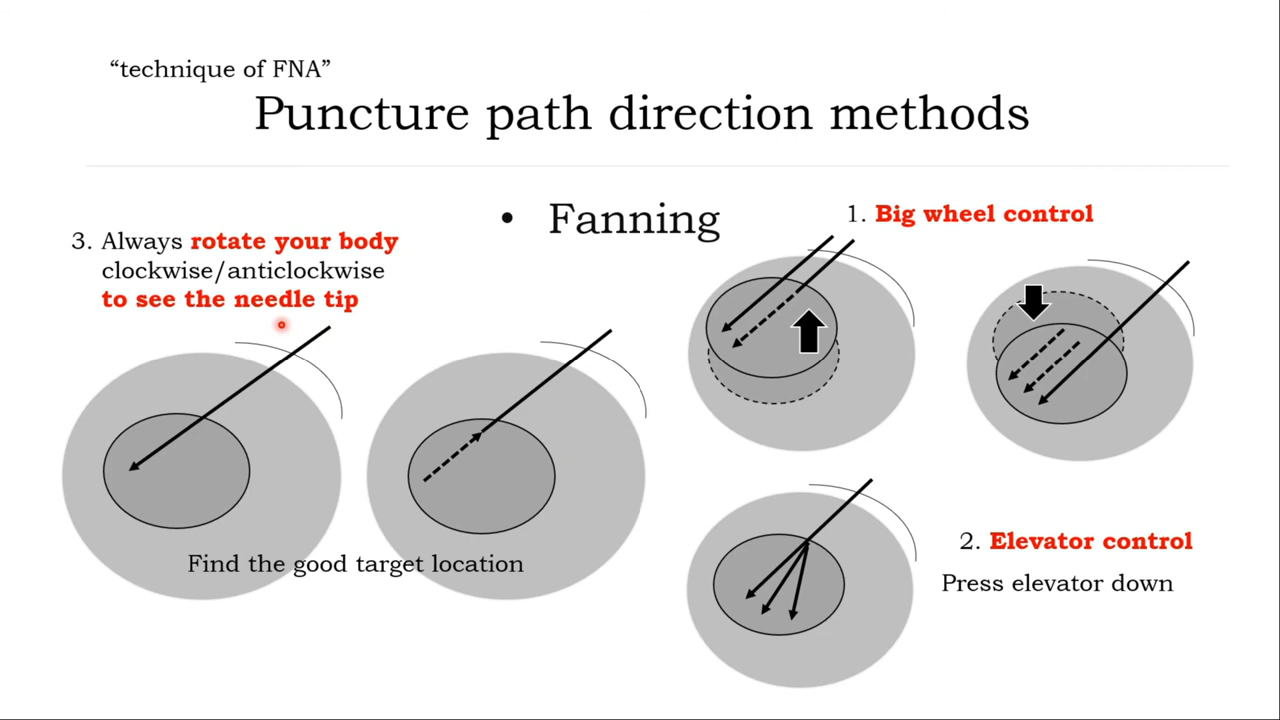 “technique of FNA”
Puncture path direction methods
• Fanning
1. Big wheel control
3. Always rotate your body
clockwise/anticlockwise
to see the needle tip
Find the good target location
2. Elevator control
Press elevator down